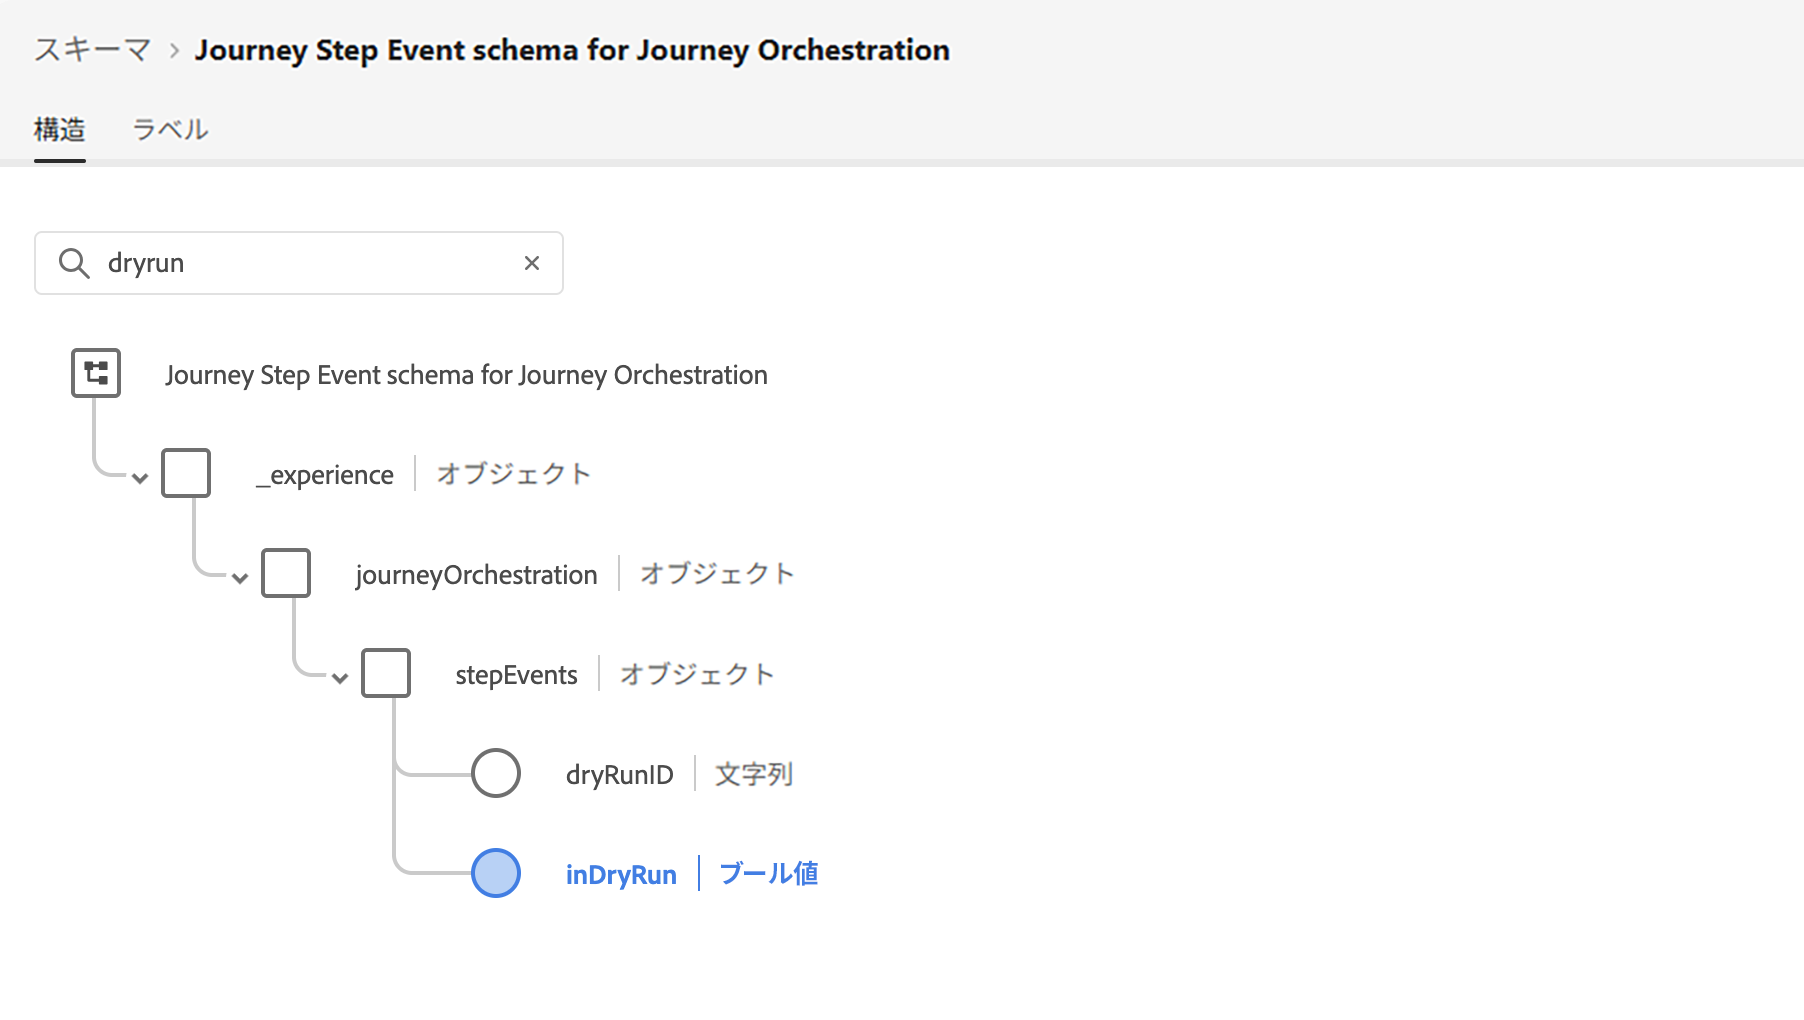 スキーマ > Journey Step Event schema for Journey Orchestration
構造 ラベル
dryrun
Journey Step Event schema for Journey Orchestration
_experience オブジェクト
journeyOrchestration オブジェクト
stepEvents オブジェクト
dryRunID 文字列
inDryRun ブール値